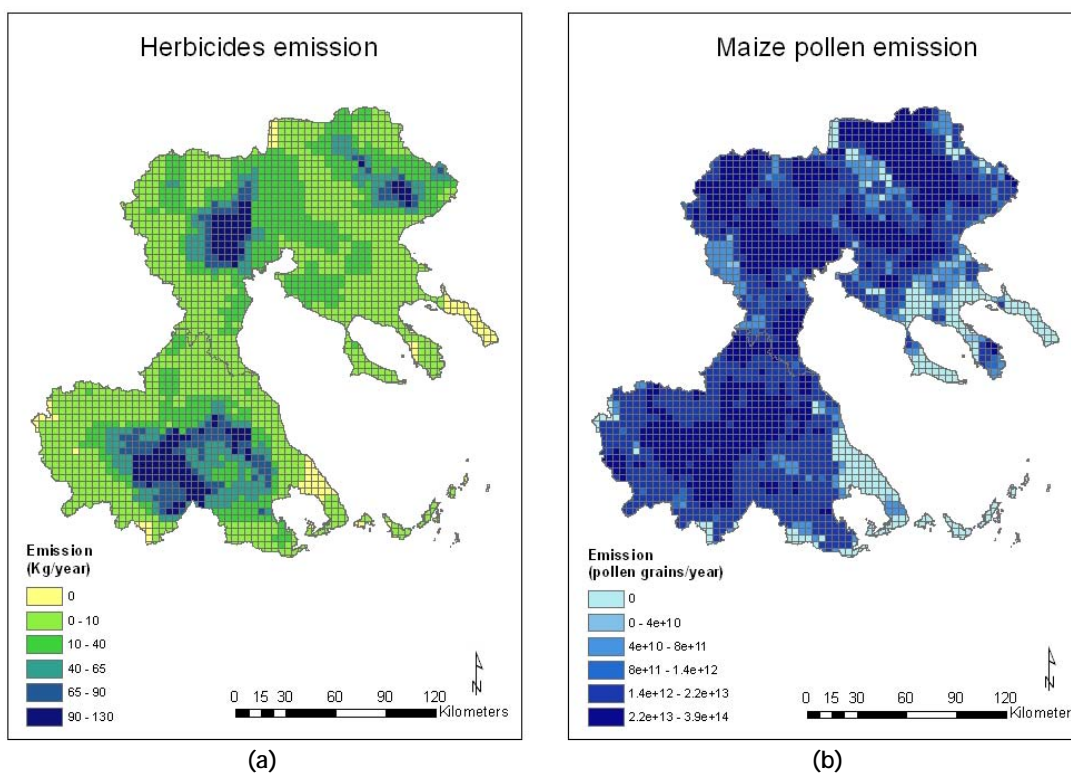 Herbicides emission
Emission
(Kg/year)
0
0 - 10
10 - 40
40 - 65
65 - 90
90 - 130
N
0 15 30 60 90 120
Kilometers
(a)
Maize pollen emission
Emission
(pollen grains/year)
0
0 - 4e+10
4e+10 - 8e+11
8e+11 - 1.4e+12
1.4e+12 - 2.2e+13
2.2e+13 - 3.9e+14
N
0 15 30 60 90 120
Kilometers
(b)